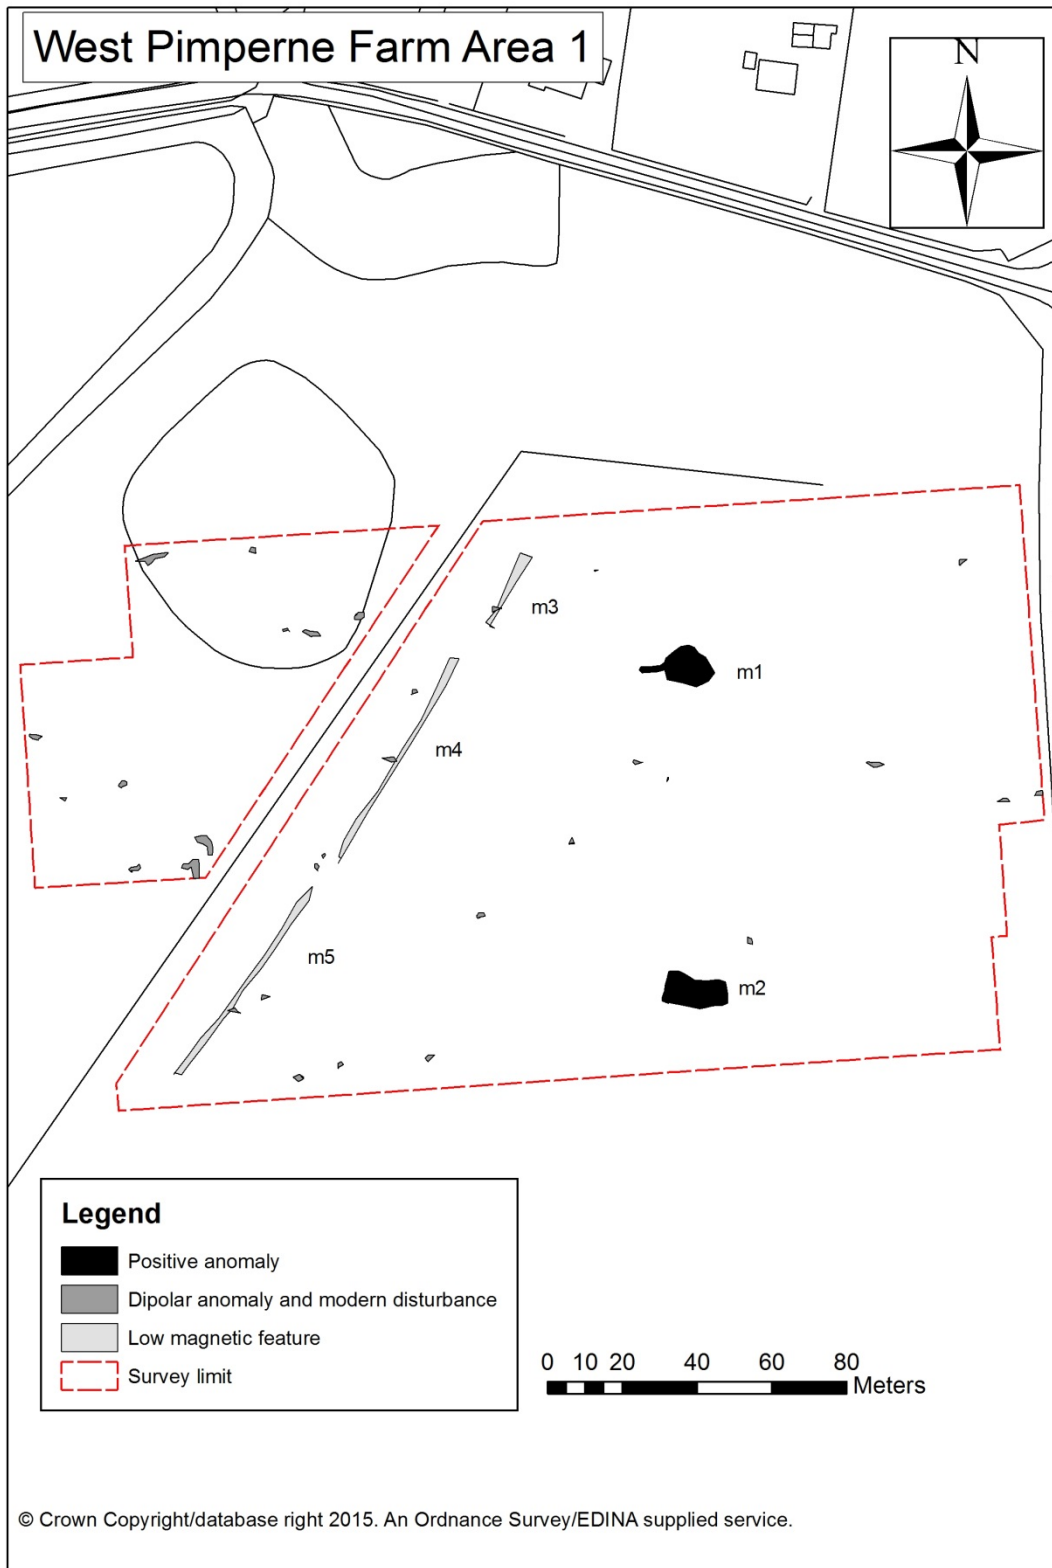 West Pimperne Farm Area 1
N
m3
m1
m4
m5
m2
Legend
Positive anomaly
Dipolar anomaly and modern disturbance
Low magnetic feature
Survey limit
0 10 20 40 60 80
Meters
© Crown Copyright/database right 2015. An Ordnance Survey/EDINA supplied service.